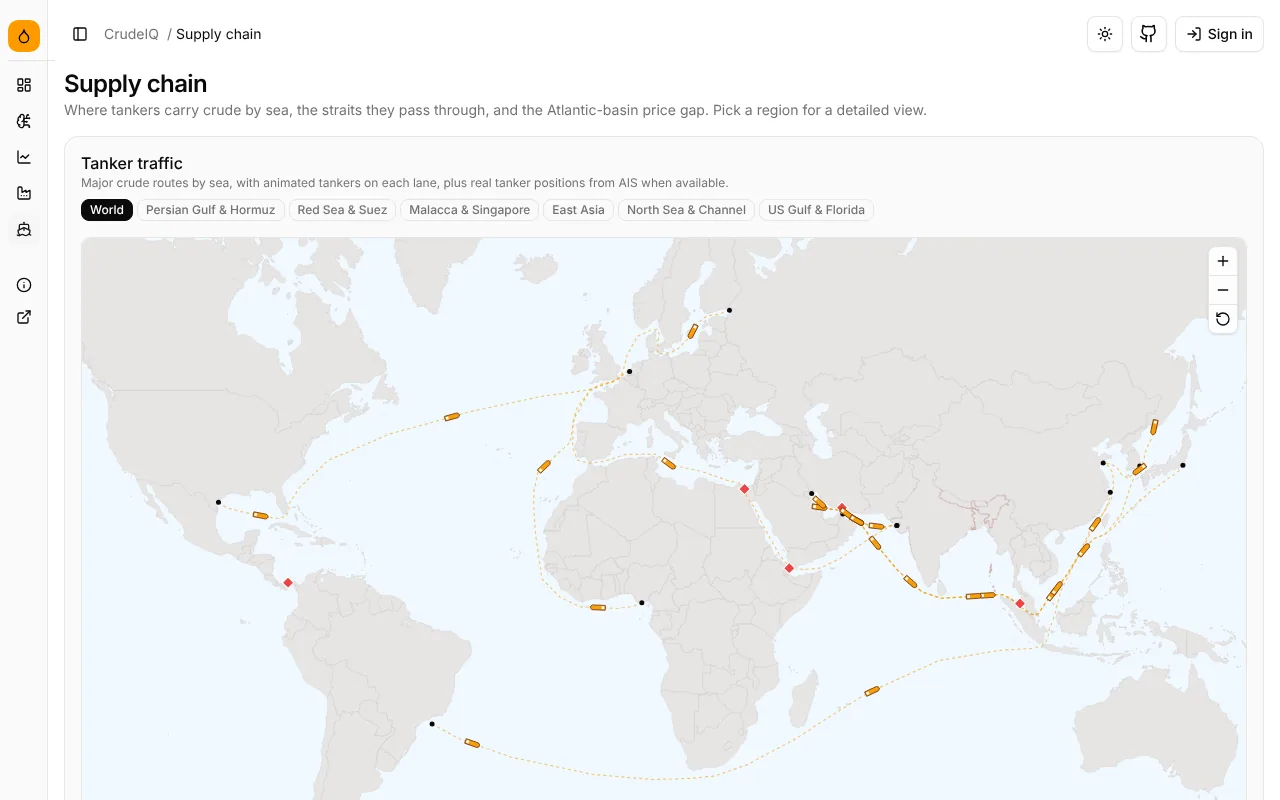 CrudeIQ / Supply chain
Sign in
Supply chain
Where tankers carry crude by sea, the straits they pass through, and the Atlantic-basin price gap. Pick a region for a detailed view.
Tanker traffic
Major crude routes by sea, with animated tankers on each lane, plus real tanker positions from AIS when available.
World
Persian Gulf & Hormuz
Red Sea & Suez
Malacca & Singapore
East Asia
North Sea & Channel
US Gulf & Florida